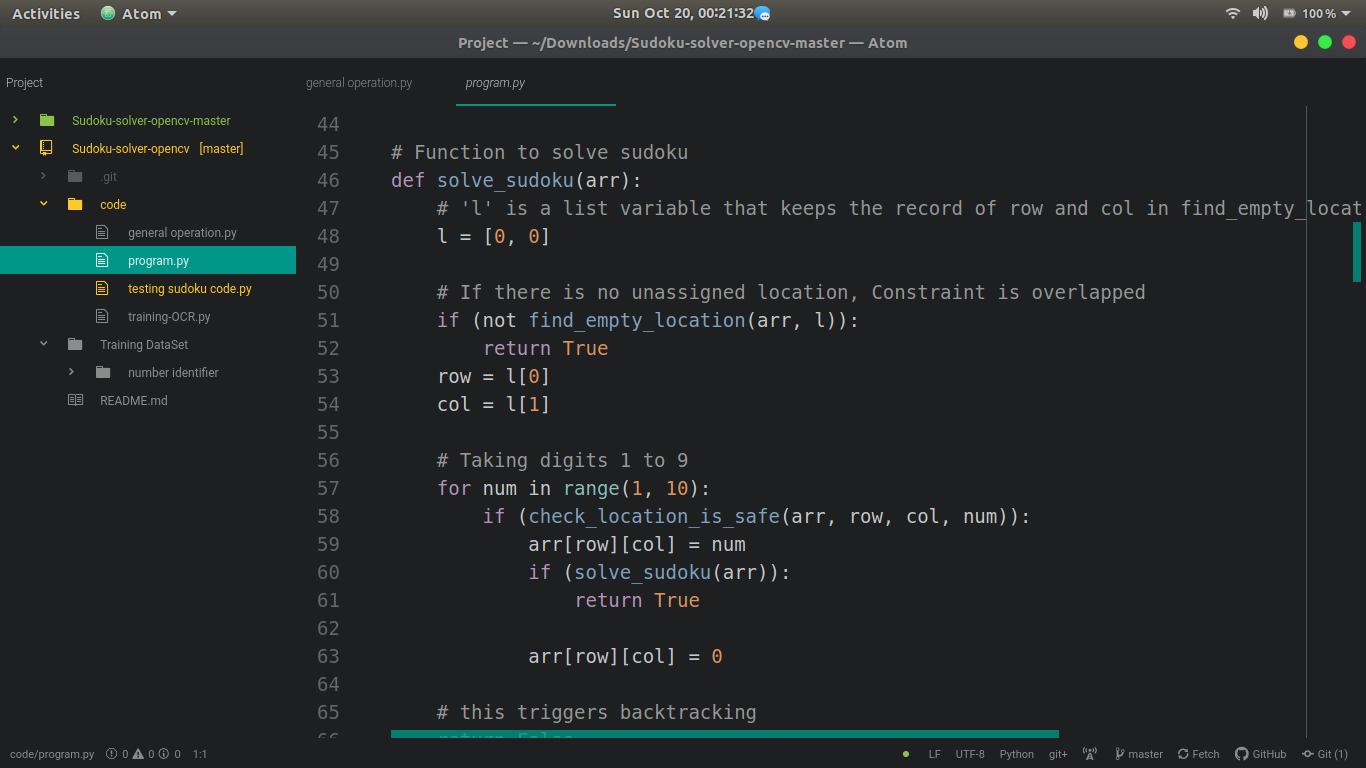 Activities Atom Sun Oct 20, 00:21:32 100%
Project — ~/Downloads/Sudoku-solver-opencv-master — Atom
Project
general operation.py program.py
Sudoku-solver-opencv-master
Sudoku-solver-opencv [master]
.git
code
general operation.py
program.py
testing sudoku code.py
training-OCR.py
Training DataSet
number identifier
README.md
44
45 # Function to solve sudoku
46 def solve_sudoku(arr):
47 # 'l' is a list variable that keeps the record of row and col in find_empty_locat
48 l = [0, 0]
49
50 # If there is no unassigned location, Constraint is overlapped
51 if (not find_empty_location(arr, l)):
52 return True
53 row = l[0]
54 col = l[1]
55
56 # Taking digits 1 to 9
57 for num in range(1, 10):
58 if (check_location_is_safe(arr, row, col, num)):
59 arr[row][col] = num
60 if (solve_sudoku(arr)):
61 return True
62
63 arr[row][col] = 0
64
65 # this triggers backtracking
66 return False
code/program.py 0 0 0 1:1 LF UTF-8 Python git+ master Fetch GitHub Git (1)